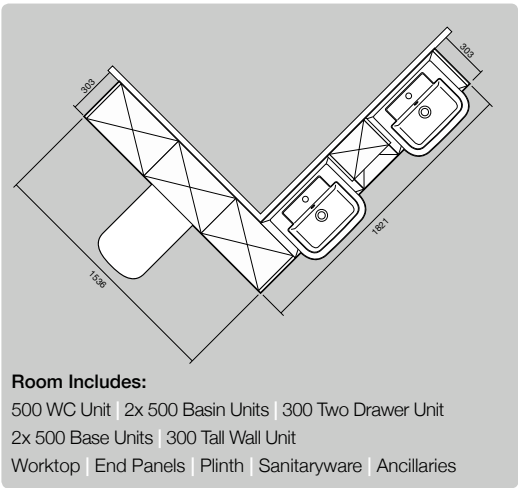 303
303
1821
1536
Room Includes:
500 WC Unit | 2x 500 Basin Units | 300 Two Drawer Unit
2x 500 Base Units | 300 Tall Wall Unit
Worktop | End Panels | Plinth | Sanitaryware | Ancillaries